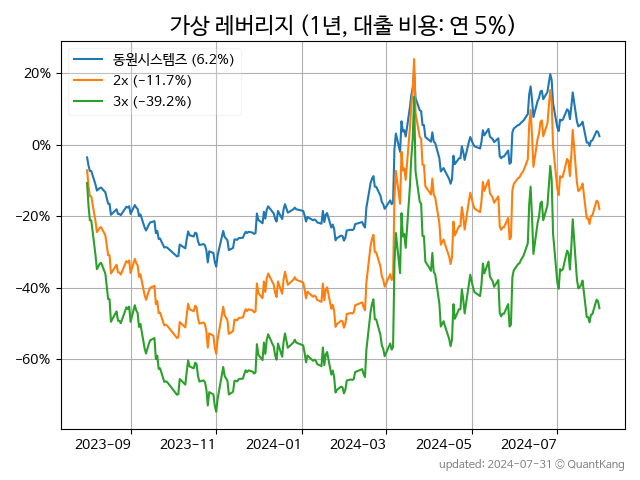 가상 레버리지 (1년, 대출 비용: 연 5%)
동원시스템즈 (6.2%)
2x (−11.7%)
3x (−39.2%)
20%
0%
−20%
−40%
−60%
2023-09 2023-11 2024-01 2024-03 2024-05 2024-07
updated: 2024-07-31 © QuantKang